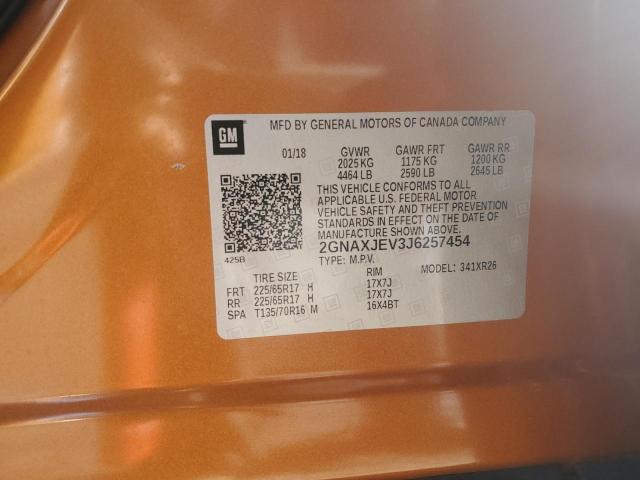 GM
MFD BY GENERAL MOTORS OF CANADA COMPANY
01/18 GVWR GAWR FRT GAWR RR
2025 KG 1175 KG 1200 KG
4464 LB 2590 LB 2645 LB
THIS VEHICLE CONFORMS TO ALL
APPLICABLE U.S. FEDERAL MOTOR
VEHICLE SAFETY AND THEFT PREVENTION
STANDARDS IN EFFECT ON THE DATE OF
MANUFACTURE SHOWN ABOVE.
2GNAXJEV3J6257454
425B
TYPE: M.P.V. MODEL: 341XR26
TIRE SIZE RIM
FRT 225/65R17 H 17X7J
RR 225/65R17 H 17X7J
SPA T135/70R16 M 16X4BT